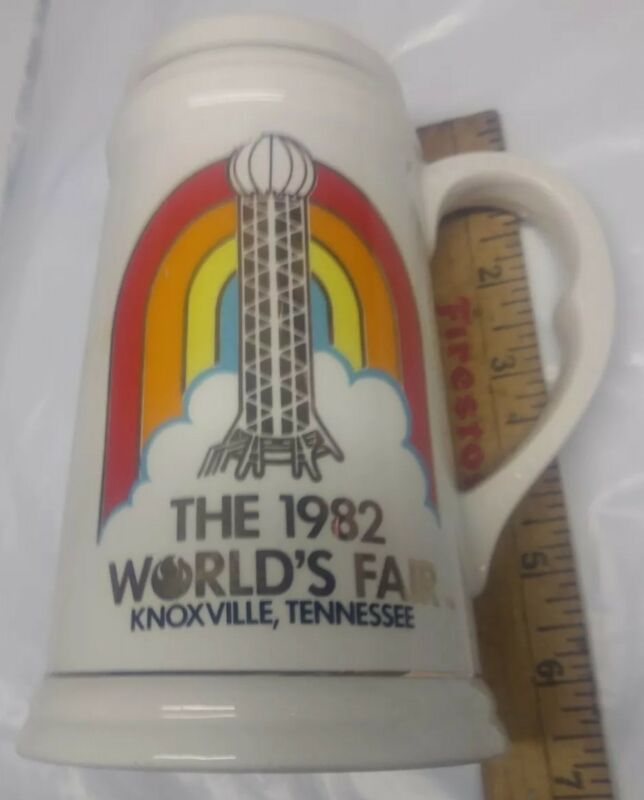 THE 1982
WORLD'S FAIR
KNOXVILLE, TENNESSEE
2
Firesto
3
4
5
6
7